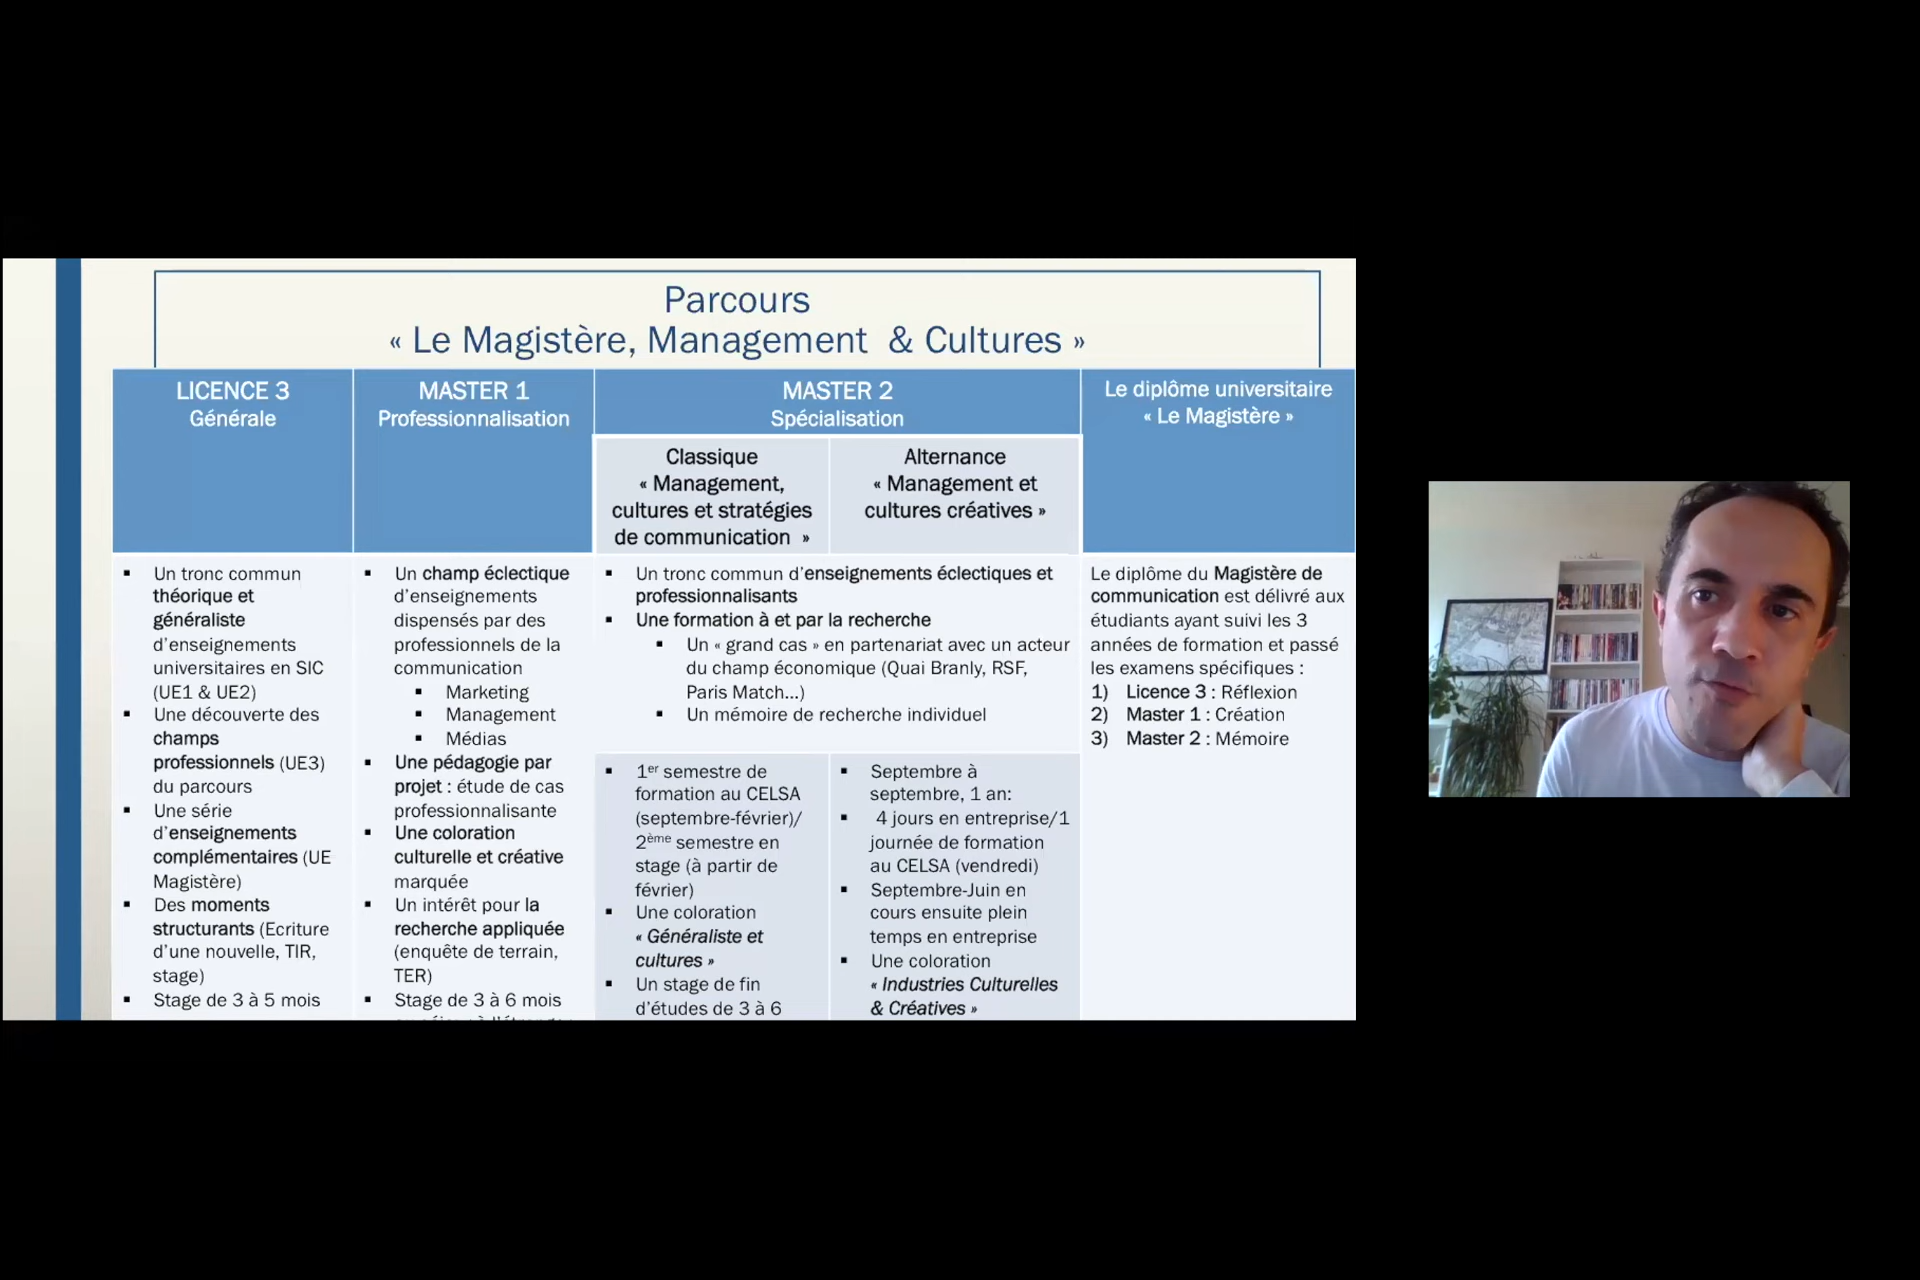 Parcours
« Le Magistère, Management & Cultures »
LICENCE 3
Générale
MASTER 1
Professionnalisation
MASTER 2
Spécialisation
Classique
« Management,
cultures et stratégies
de communication »
Alternance
« Management et
cultures créatives »
Le diplôme universitaire
« Le Magistère »
▪ Un tronc commun
théorique et
généraliste
d’enseignements
universitaires en SIC
(UE1 & UE2)
▪ Une découverte des
champs
professionnels (UE3)
du parcours
▪ Une série
d’enseignements
complémentaires (UE
Magistère)
▪ Des moments
structurants (Ecriture
d’une nouvelle, TIR,
stage)
▪ Stage de 3 à 5 mois
▪ Un champ éclectique
d’enseignements
dispensés par des
professionnels de la
communication
▪ Marketing
▪ Management
▪ Médias
▪ Une pédagogie par
projet : étude de cas
professionnalisante
▪ Une coloration
culturelle et créative
marquée
▪ Un intérêt pour la
recherche appliquée
(enquête de terrain,
TER)
▪ Stage de 3 à 6 mois
▪ Un tronc commun d’enseignements éclectiques et
professionnalisants
▪ Une formation à et par la recherche
▪ Un « grand cas » en partenariat avec un acteur
du champ économique (Quai Branly, RSF,
Paris Match...)
▪ Un mémoire de recherche individuel
▪ 1er semestre de
formation au CELSA
(septembre-février)/
2ème semestre en
stage (à partir de
février)
▪ Une coloration
« Généraliste et
cultures »
▪ Un stage de fin
d’études de 3 à 6
▪ Septembre à
septembre, 1 an:
▪ 4 jours en entreprise/1
journée de formation
au CELSA (vendredi)
▪ Septembre-Juin en
cours ensuite plein
temps en entreprise
▪ Une coloration
« Industries Culturelles
& Créatives »
Le diplôme du Magistère de
communication est délivré aux
étudiants ayant suivi les 3
années de formation et passé
les examens spécifiques :
1) Licence 3 : Réflexion
2) Master 1 : Création
3) Master 2 : Mémoire